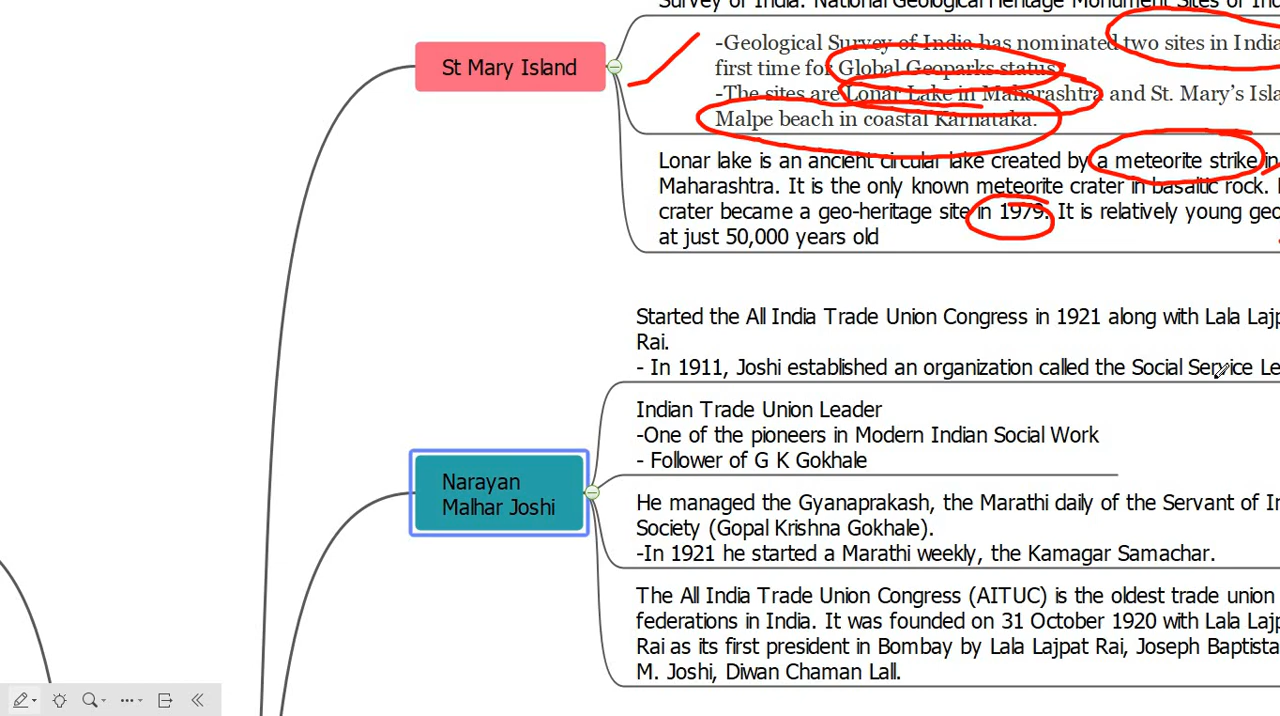 Survey of India: National Geological Heritage Monument Sites of
St Mary Island
-Geological Survey of India has nominated two sites in India
first time for Global Geoparks status.
-The sites are Lonar Lake in Maharashtra and St. Mary’s
Malpe beach in coastal Karnataka.
Lonar lake is an ancient circular lake created by a meteorite strike in
Maharashtra. It is the only known meteorite crater in basaltic rock.
crater became a geo-heritage site in 1979. It is relatively young
at just 50,000 years old
Started the All India Trade Union Congress in 1921 along with Lala
Rai.
- In 1911, Joshi established an organization called the Social Service
Indian Trade Union Leader
-One of the pioneers in Modern Indian Social Work
- Follower of G K Gokhale
Narayan
Malhar Joshi
He managed the Gyanaprakash, the Marathi daily of the Servant of
Society (Gopal Krishna Gokhale).
-In 1921 he started a Marathi weekly, the Kamagar Samachar.
The All India Trade Union Congress (AITUC) is the oldest trade union
federations in India. It was founded on 31 October 1920 with Lala
Rai as its first president in Bombay by Lala Lajpat Rai, Joseph Baptista
M. Joshi, Diwan Chaman Lall.